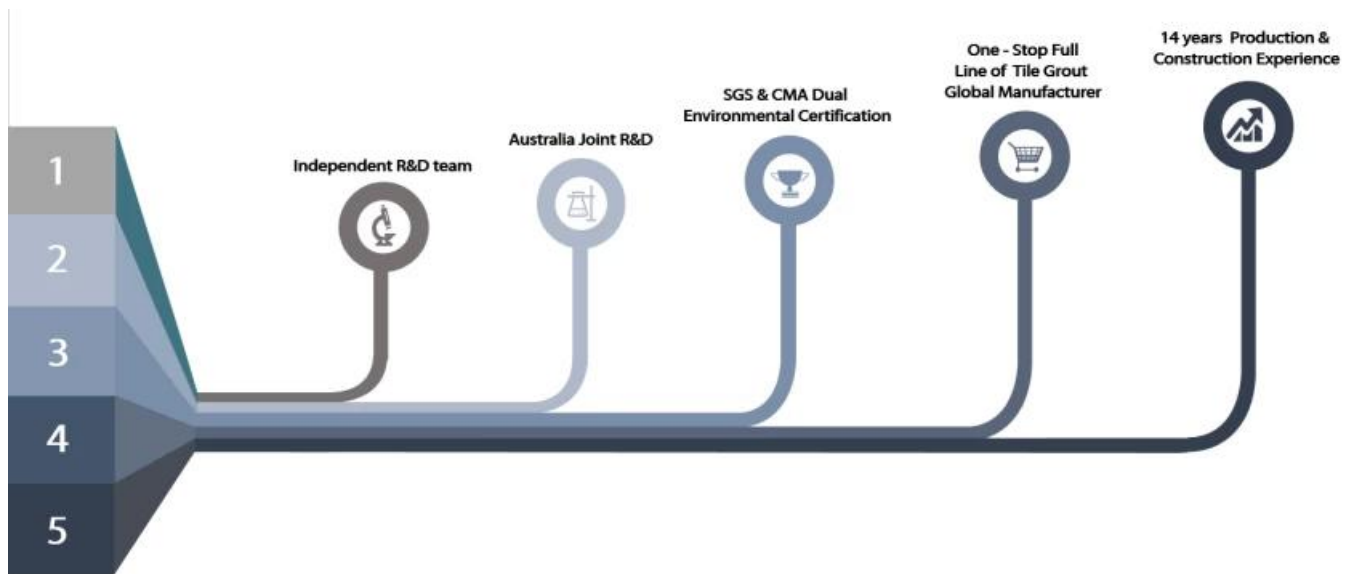 1
2
3
4
5
Independent R&D team
Australia Joint R&D
SGS & CMA Dual
Environmental Certification
One - Stop Full
Line of Tile Grout
Global Manufacturer
14 years Production &
Construction Experience